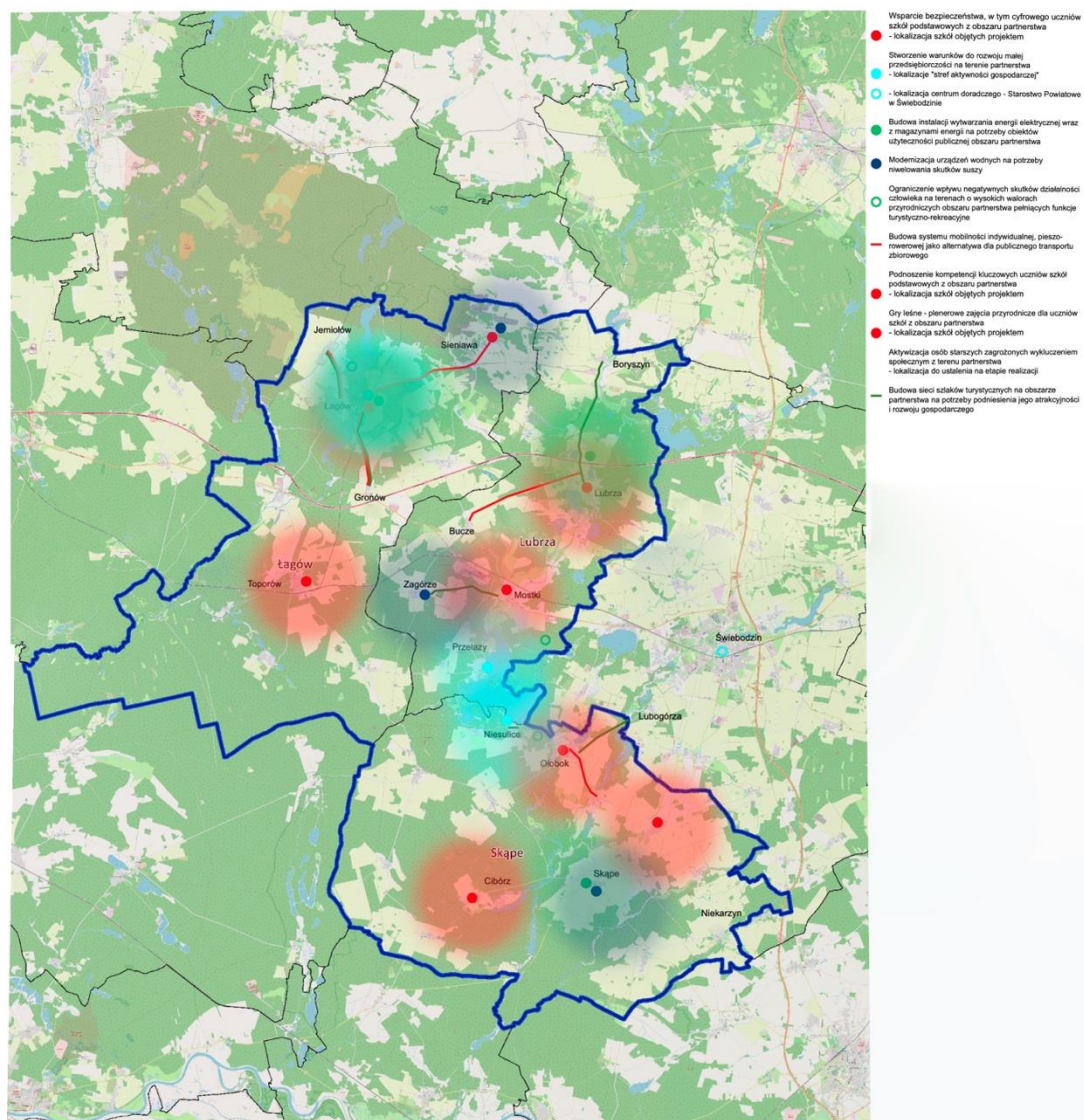 Wsparcie bezpieczeństwa, w tym cyfrowego uczniów
szkół podstawowych z obszaru partnerstwa
- lokalizacja szkół objętych projektem
Stworzenie warunków do rozwoju małej
przedsiębiorczości na terenie partnerstwa
- lokalizacje "stref aktywności gospodarczej"
- lokalizacja centrum doradczego - Starostwo Powiatowe
w Świebodzinie
Budowa instalacji wytwarzania energii elektrycznej wraz
z magazynami energii na potrzeby obiektów
użyteczności publicznej obszaru partnerstwa
Modernizacja urządzeń wodnych na potrzeby
niwelowania skutków suszy
Ograniczenie wpływu negatywnych skutków działalności
człowieka na terenach o wysokich walorach
przyrodniczych obszaru partnerstwa pełniących funkcje
turystyczno-rekreacyjne
Budowa systemu mobilności indywidualnej, pieszo-
rowerowej jako alternatywa dla publicznego transportu
zbiorowego
Podnoszenie kompetencji kluczowych uczniów szkół
podstawowych z obszaru partnerstwa
- lokalizacja szkół objętych projektem
Gry leśne - plenerowe zajęcia przyrodnicze dla uczniów
szkół z obszaru partnerstwa
- lokalizacja szkół objętych projektem
Aktywizacja osób starszych zagrożonych wykluczeniem
społecznym z terenu partnerstwa
- lokalizacja do ustalenia na etapie realizacji
Budowa sieci szlaków turystycznych na obszarze
partnerstwa na potrzeby podniesienia jego atrakcyjności
i rozwoju gospodarczego
Jemiołów
Sieniawa
Boryszyn
Łagów
Gronów
Lubrza
Bucze
Lubrza
Łagów
Toporów
Zagórze
Mostki
Przełazy
Świebodzin
Niesulice
Lubogórza
Ołobok
Skąpe
Cibórz
Skąpe
Niekarzyn